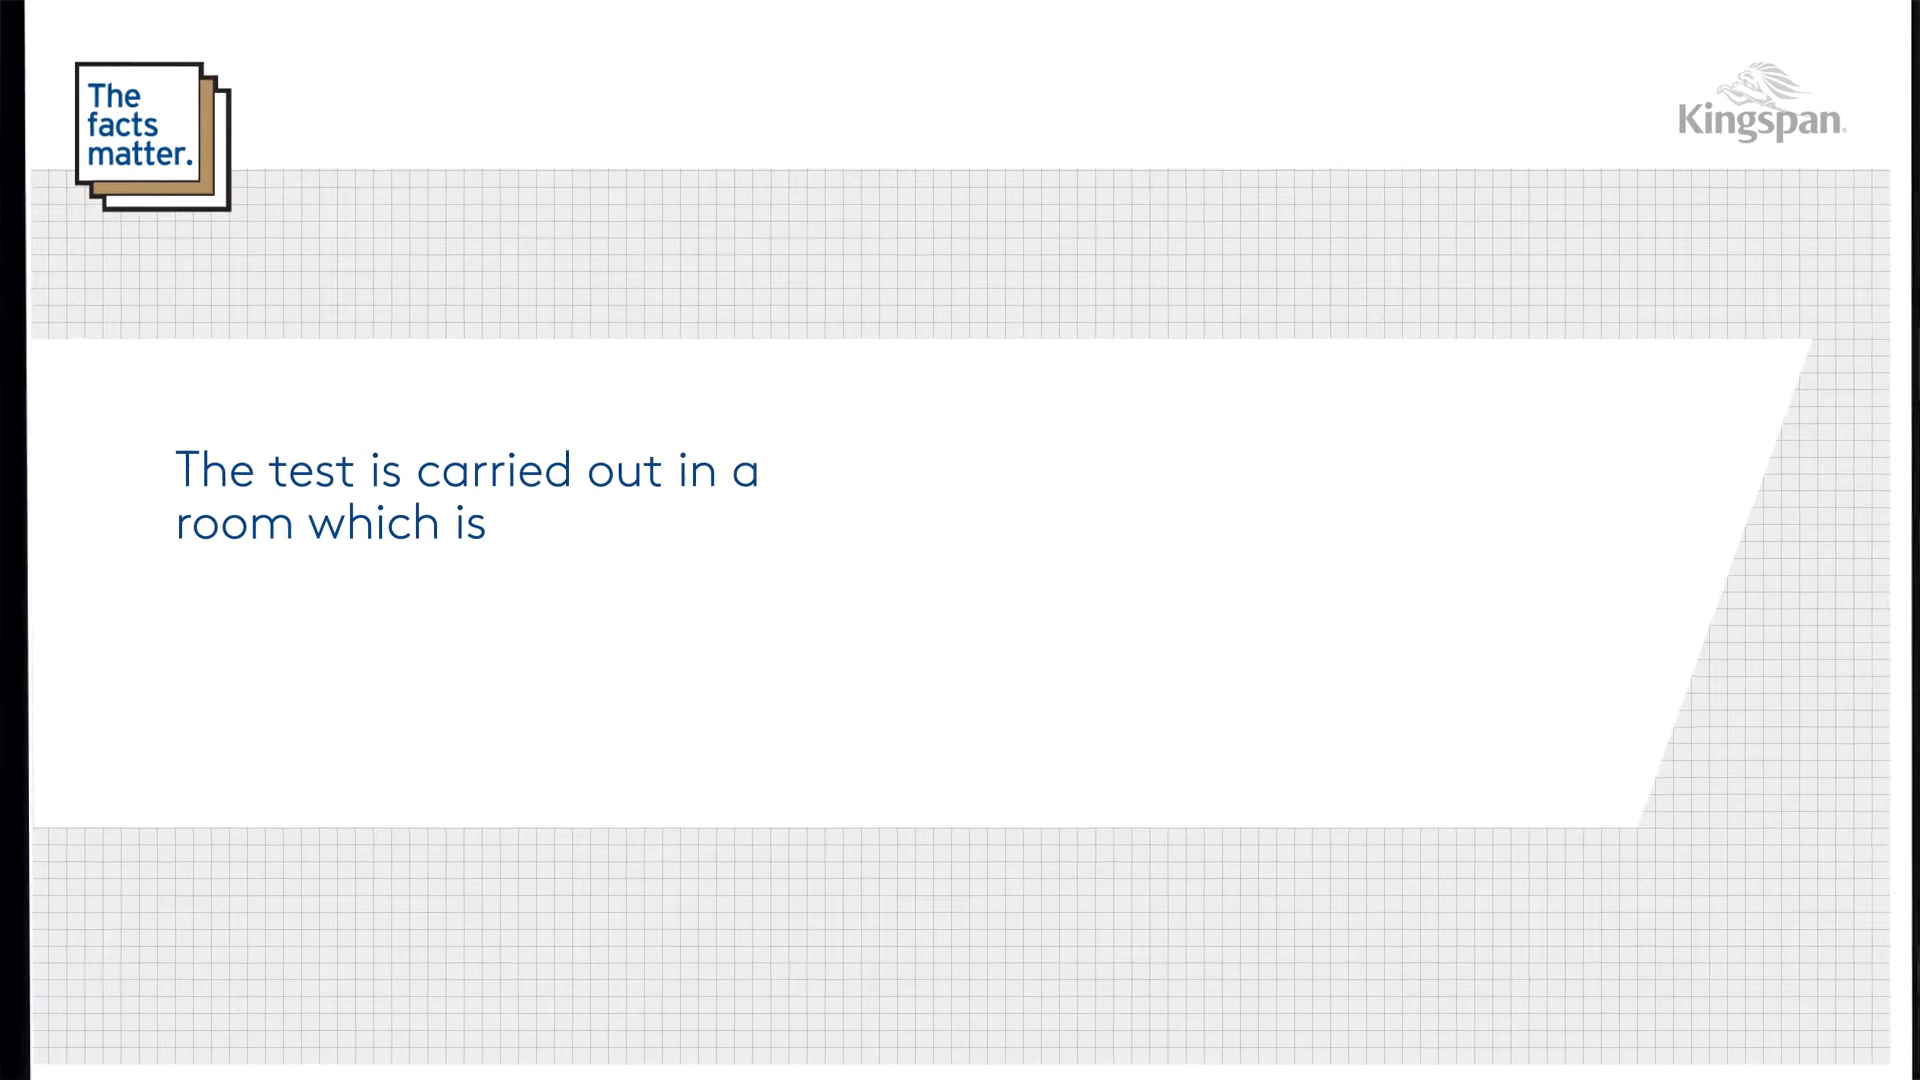 The
facts
matter.
Kingspan
The test is carried out in a
room which is